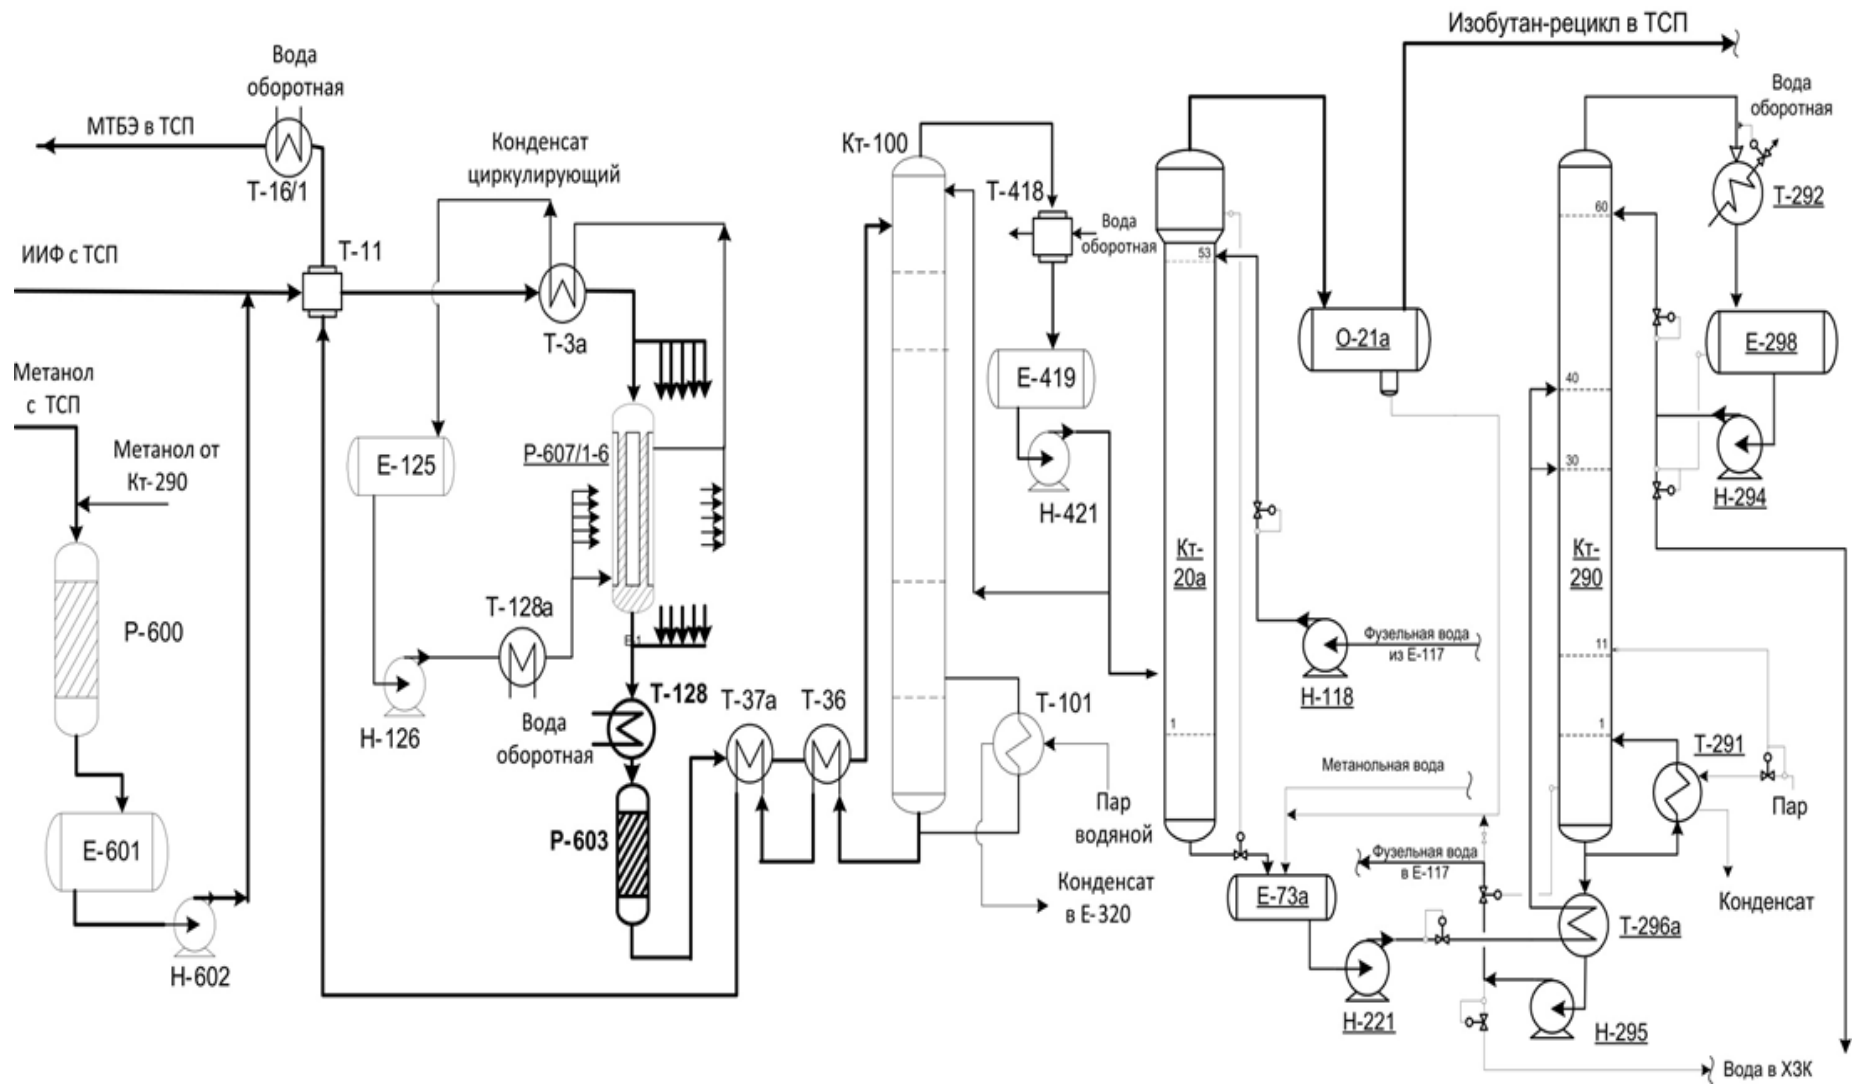 Изобутан-рецикл в ТСП
Вода
оборотная
МТБЭ в ТСП
Т-16/1
Конденсат
циркулирующий
ИИФ с ТСП
Т-11
Т-3а
Метанол
с ТСП
Метанол от
Кт-290
Р-600
Е-601
Н-602
Е-125
Н-126
Т-128а
Р-607/1-6
Т-128
Вода
оборотная
Р-603
Т-37а
Т-36
Кт-100
Т-418
Вода
оборотная
Е-419
Н-421
Т-101
Пар
водяной
Конденсат
в Е-320
53
Кт-
20а
1
О-21а
Фузельная вода
из Е-117
Н-118
Метанольная вода
Фузельная вода
в Е-117
Е-73а
Н-221
Вода
оборотная
Т-292
60
Е-298
40
30
Н-294
Кт-
290
11
1
Т-291
Пар
Конденсат
Т-296а
Н-295
Вода в ХЗК